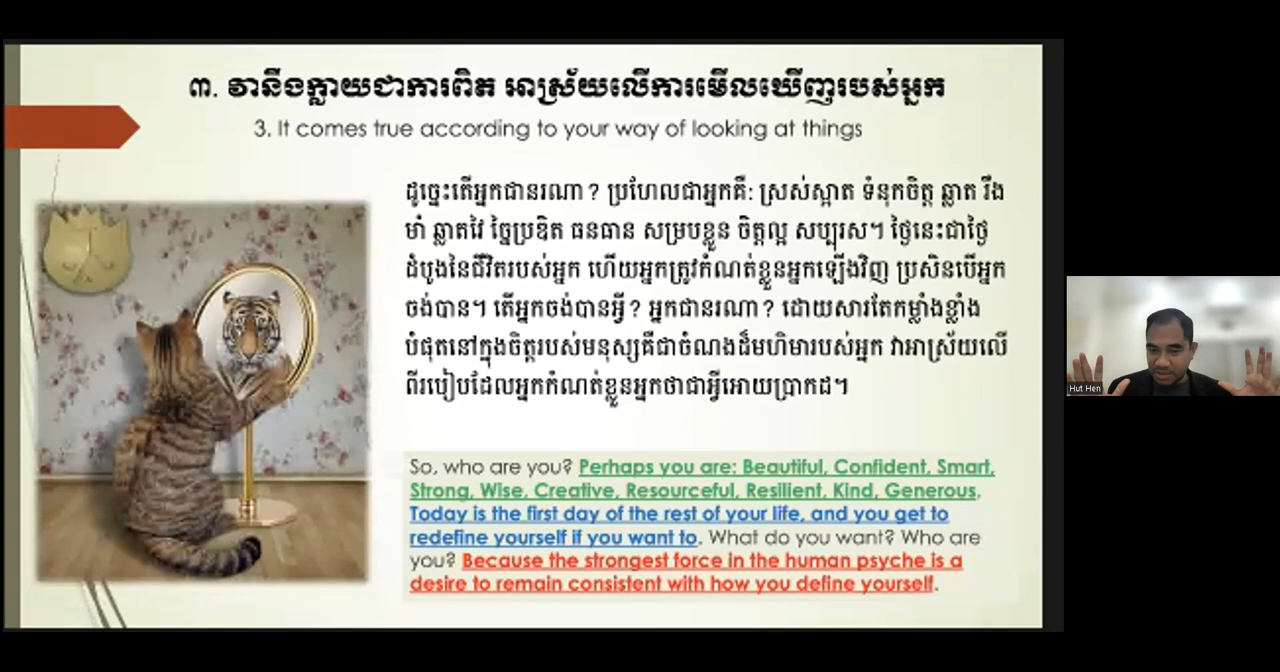 ៣. វានឹងក្លាយជាការពិត អាស្រ័យលើការមើលឃើញរបស់អ្នក
3. It comes true according to your way of looking at things
ដូច្នេះតើអ្នកជានរណា? ប្រហែលជាអ្នកគឺ: ស្រស់ស្អាត ទំនុកចិត្ត ឆ្លាត រឹង
មាំ ឆ្លាតវៃ ច្នៃប្រឌិត ធនធាន សម្របខ្លួន ចិត្តល្អ សប្បុរស។ ថ្ងៃនេះជាថ្ងៃ
ដំបូងនៃជីវិតរបស់អ្នក ហើយអ្នកត្រូវកំណត់ខ្លួនអ្នកឡើងវិញ ប្រសិនបើអ្នក
ចង់បាន។ តើអ្នកចង់បានអ្វី? អ្នកជានរណា? ដោយសារតែកម្លាំងខ្លាំង
បំផុតនៅក្នុងចិត្តរបស់មនុស្សគឺជាចំណងដ៏មហិមារបស់អ្នក វាអាស្រ័យលើ
ពីរបៀបដែលអ្នកកំណត់ខ្លួនអ្នកថាជាអ្វីអោយប្រាកដ។
So, who are you? Perhaps you are: Beautiful, Confident, Smart,
Strong, Wise, Creative, Resourceful, Resilient, Kind, Generous.
Today is the first day of the rest of your life, and you get to
redefine yourself if you want to. What do you want? Who are
you? Because the strongest force in the human psyche is a
desire to remain consistent with how you define yourself.
Hut Hen